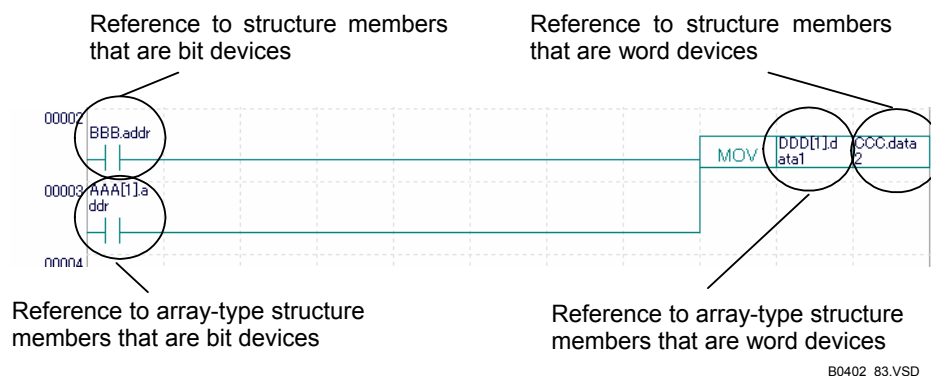 Reference to structure members
that are bit devices
Reference to structure members
that are word devices
00002
BBB.addr
MOV
DDD[1].d
ata1
CCC.data
2
00003
AAA[1].a
ddr
00004
Reference to array-type structure
members that are bit devices
Reference to array-type structure
members that are word devices
B0402_83.VSD